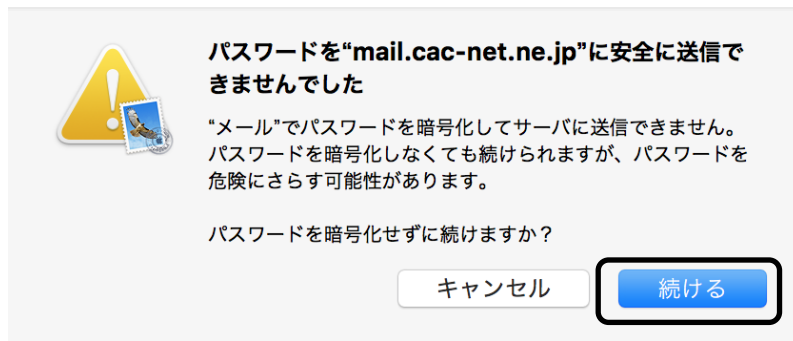 パスワードを“mail.cac-net.ne.jp”に安全に送信で
きませんでした
“メール”でパスワードを暗号化してサーバに送信できません。
パスワードを暗号化しなくても続けられますが、パスワードを
危険にさらす可能性があります。
パスワードを暗号化せずに続けますか？
キャンセル
続ける